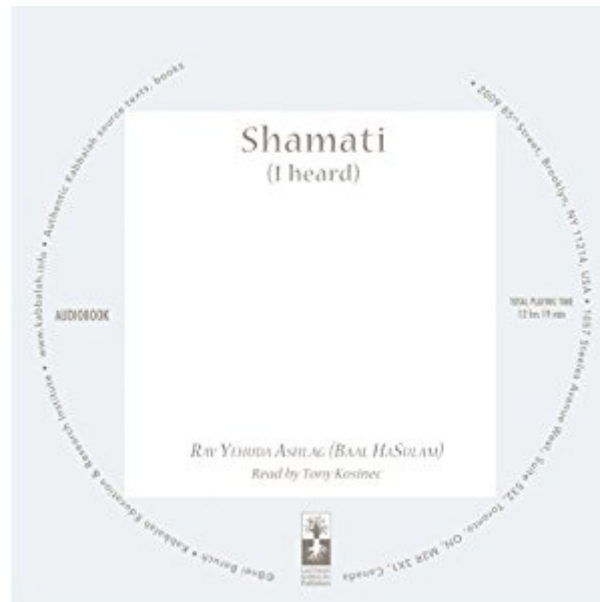 Shamati
(I heard)
AUDIOBOOK
TOTAL PLAYING TIME
12 hrs 19 min
RAV YEHUDA ASHLAG (BAAL HASULAM)
Read by Tony Kosinec
©Bnei Baruch • Kabbalah Education & Research Institute • www.kabbalah.info • Authentic Kabbalah source texts, books
• 2009 85th Street, Brooklyn, NY 11214, USA • 1057 Steeles Avenue West, Suite 532, Toronto, ON, M2R 2X1, Canada